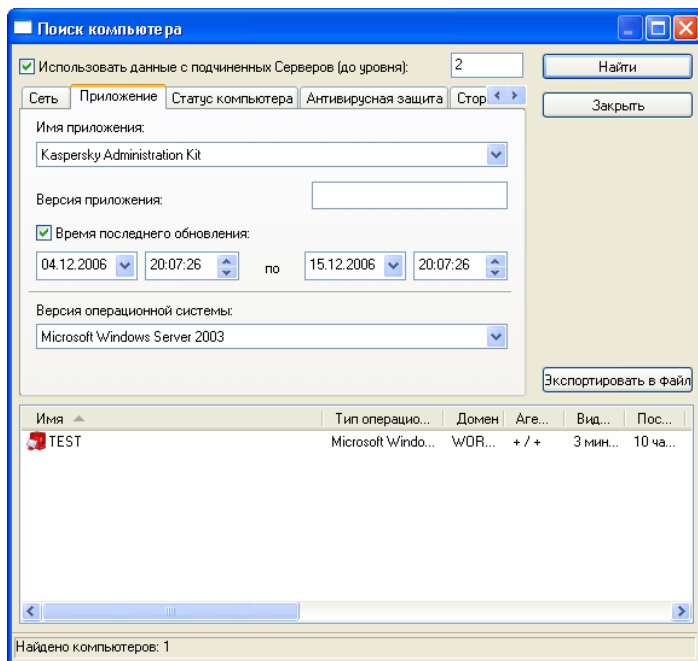 Поиск компьютера
Использовать данные с подчиненных Серверов (до уровня): 2 Найти
Сеть Приложение Статус компьютера Антивирусная защита Стор Закрыть
Имя приложения:
Kaspersky Administration Kit
Версия приложения:
Время последнего обновления:
04.12.2006 20:07:26 по 15.12.2006 20:07:26
Версия операционной системы:
Microsoft Windows Server 2003
Экспортировать в файл
Имя Тип операцио... Домен Аге... Вид... Пос...
TEST Microsoft Windo... WOR... + / + 3 мин... 10 ча...
Найдено компьютеров: 1